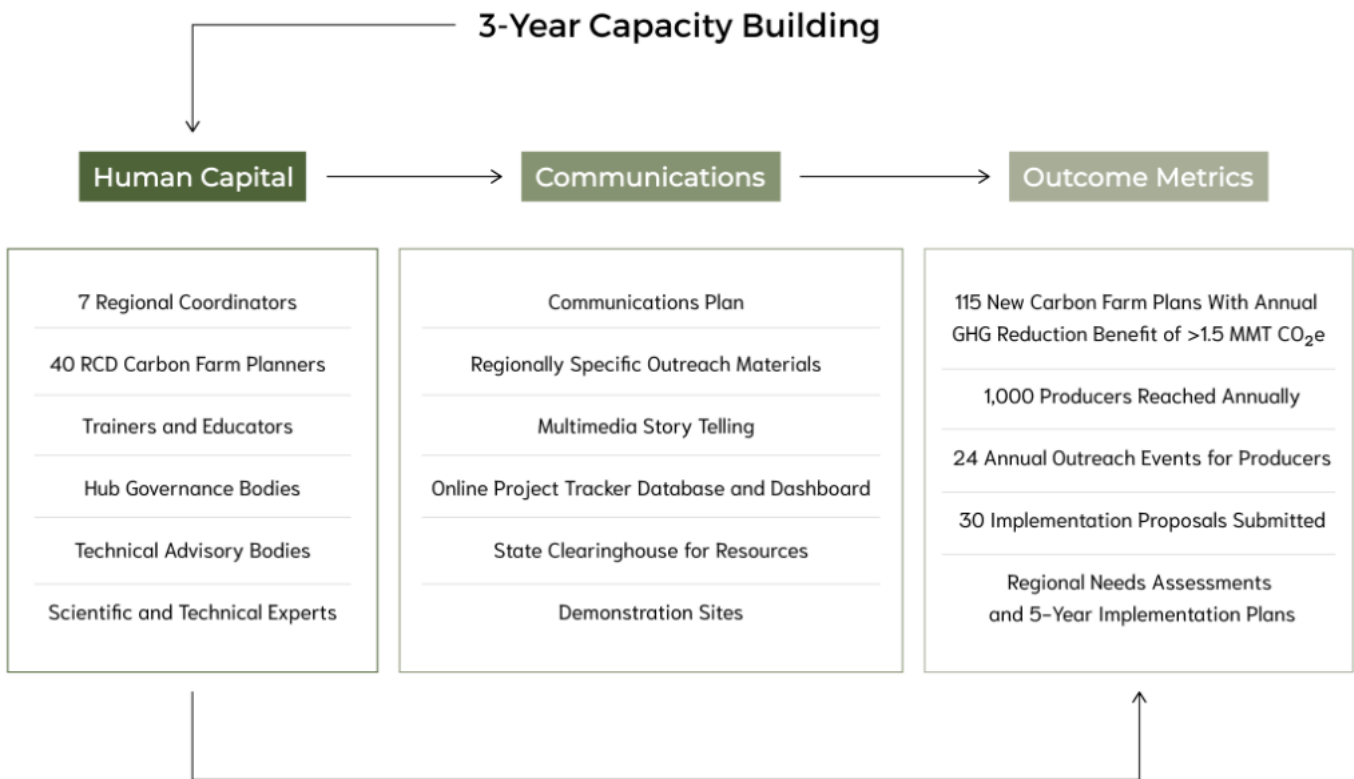 3-Year Capacity Building
Human Capital
Communications
Outcome Metrics
7 Regional Coordinators
40 RCD Carbon Farm Planners
Trainers and Educators
Hub Governance Bodies
Technical Advisory Bodies
Scientific and Technical Experts
Communications Plan
Regionally Specific Outreach Materials
Multimedia Story Telling
Online Project Tracker Database and Dashboard
State Clearinghouse for Resources
Demonstration Sites
115 New Carbon Farm Plans With Annual
GHG Reduction Benefit of >1.5 MMT CO₂e
1,000 Producers Reached Annually
24 Annual Outreach Events for Producers
30 Implementation Proposals Submitted
Regional Needs Assessments
and 5-Year Implementation Plans